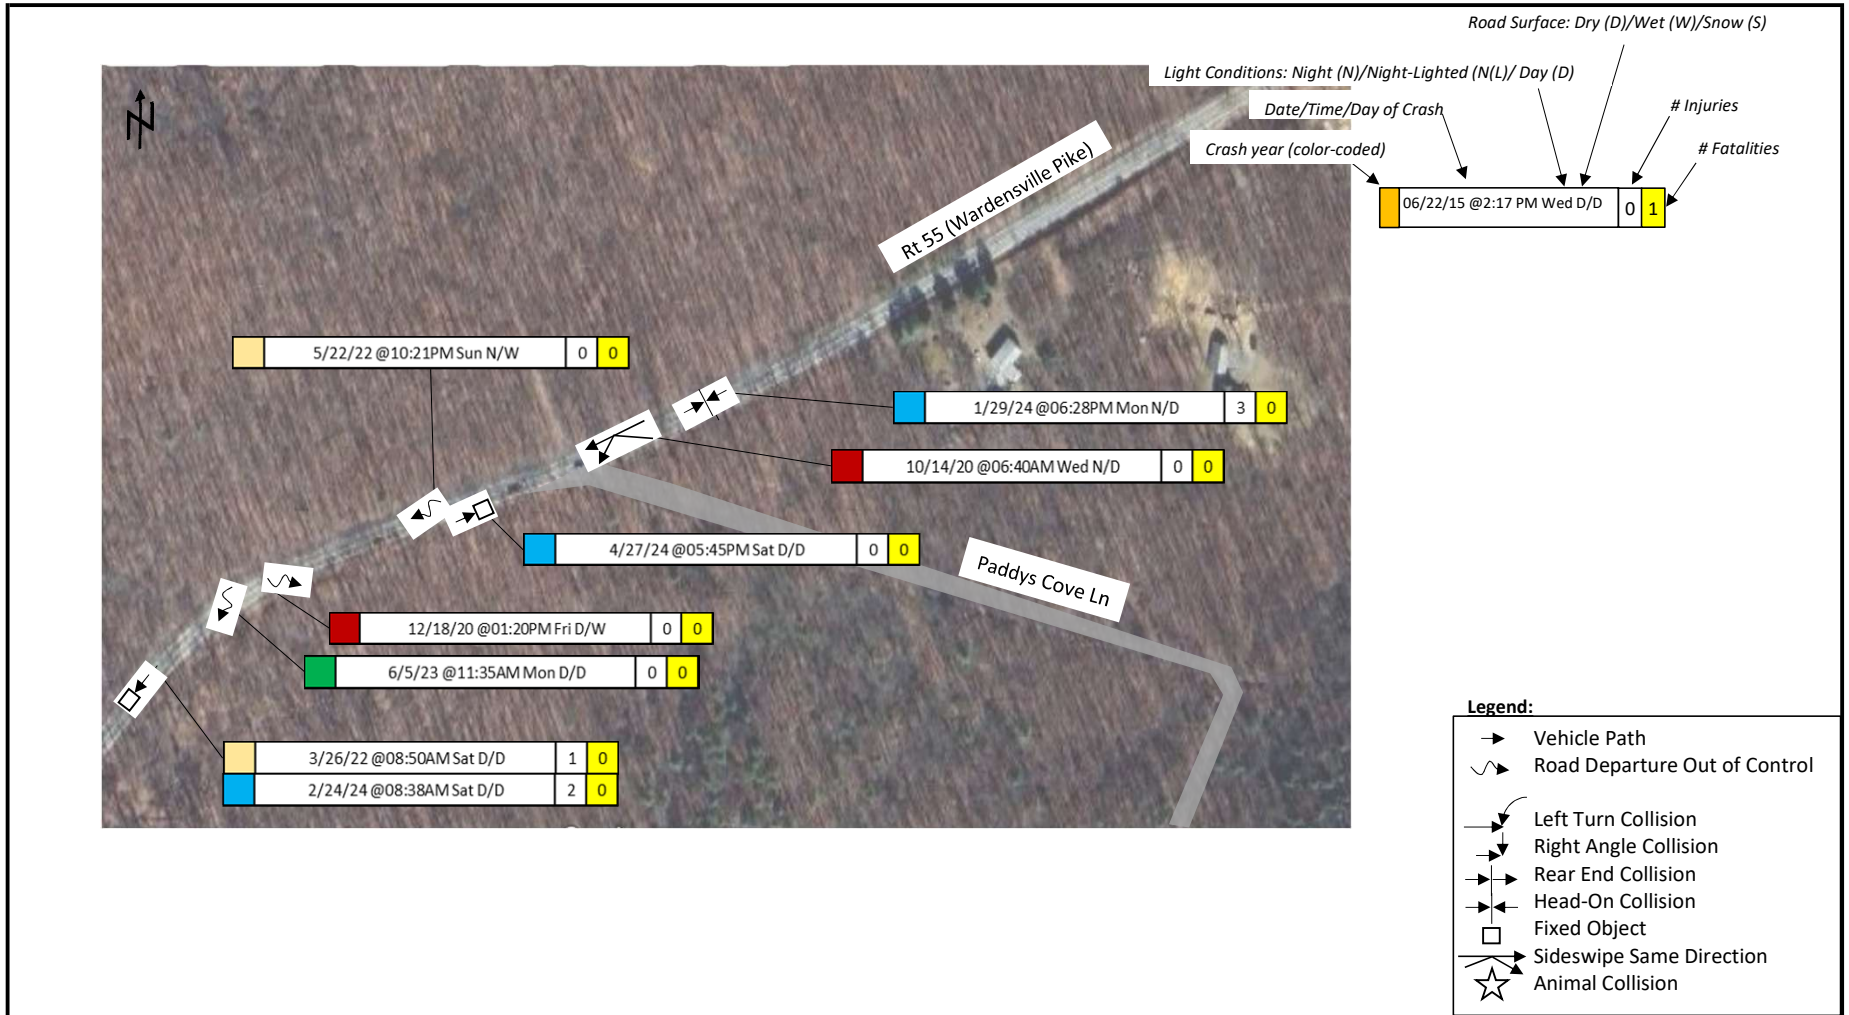 Road Surface: Dry (D)/Wet (W)/Snow (S)
Light Conditions: Night (N)/Night-Lighted (N(L)/ Day (D)
Date/Time/Day of Crash
# Injuries
Crash year (color-coded)
# Fatalities
06/22/15 @2:17 PM Wed D/D 0 1
Rt 55 (Wardensville Pike)
5/22/22 @10:21PM Sun N/W 0 0
1/29/24 @06:28PM Mon N/D 3 0
10/14/20 @06:40AM Wed N/D 0 0
4/27/24 @05:45PM Sat D/D 0 0
Paddys Cove Ln
12/18/20 @01:20PM Fri D/W 0 0
6/5/23 @11:35AM Mon D/D 0 0
3/26/22 @08:50AM Sat D/D 1 0
2/24/24 @08:38AM Sat D/D 2 0
Legend:
Vehicle Path
Road Departure Out of Control
Left Turn Collision
Right Angle Collision
Rear End Collision
Head-On Collision
Fixed Object
Sideswipe Same Direction
Animal Collision